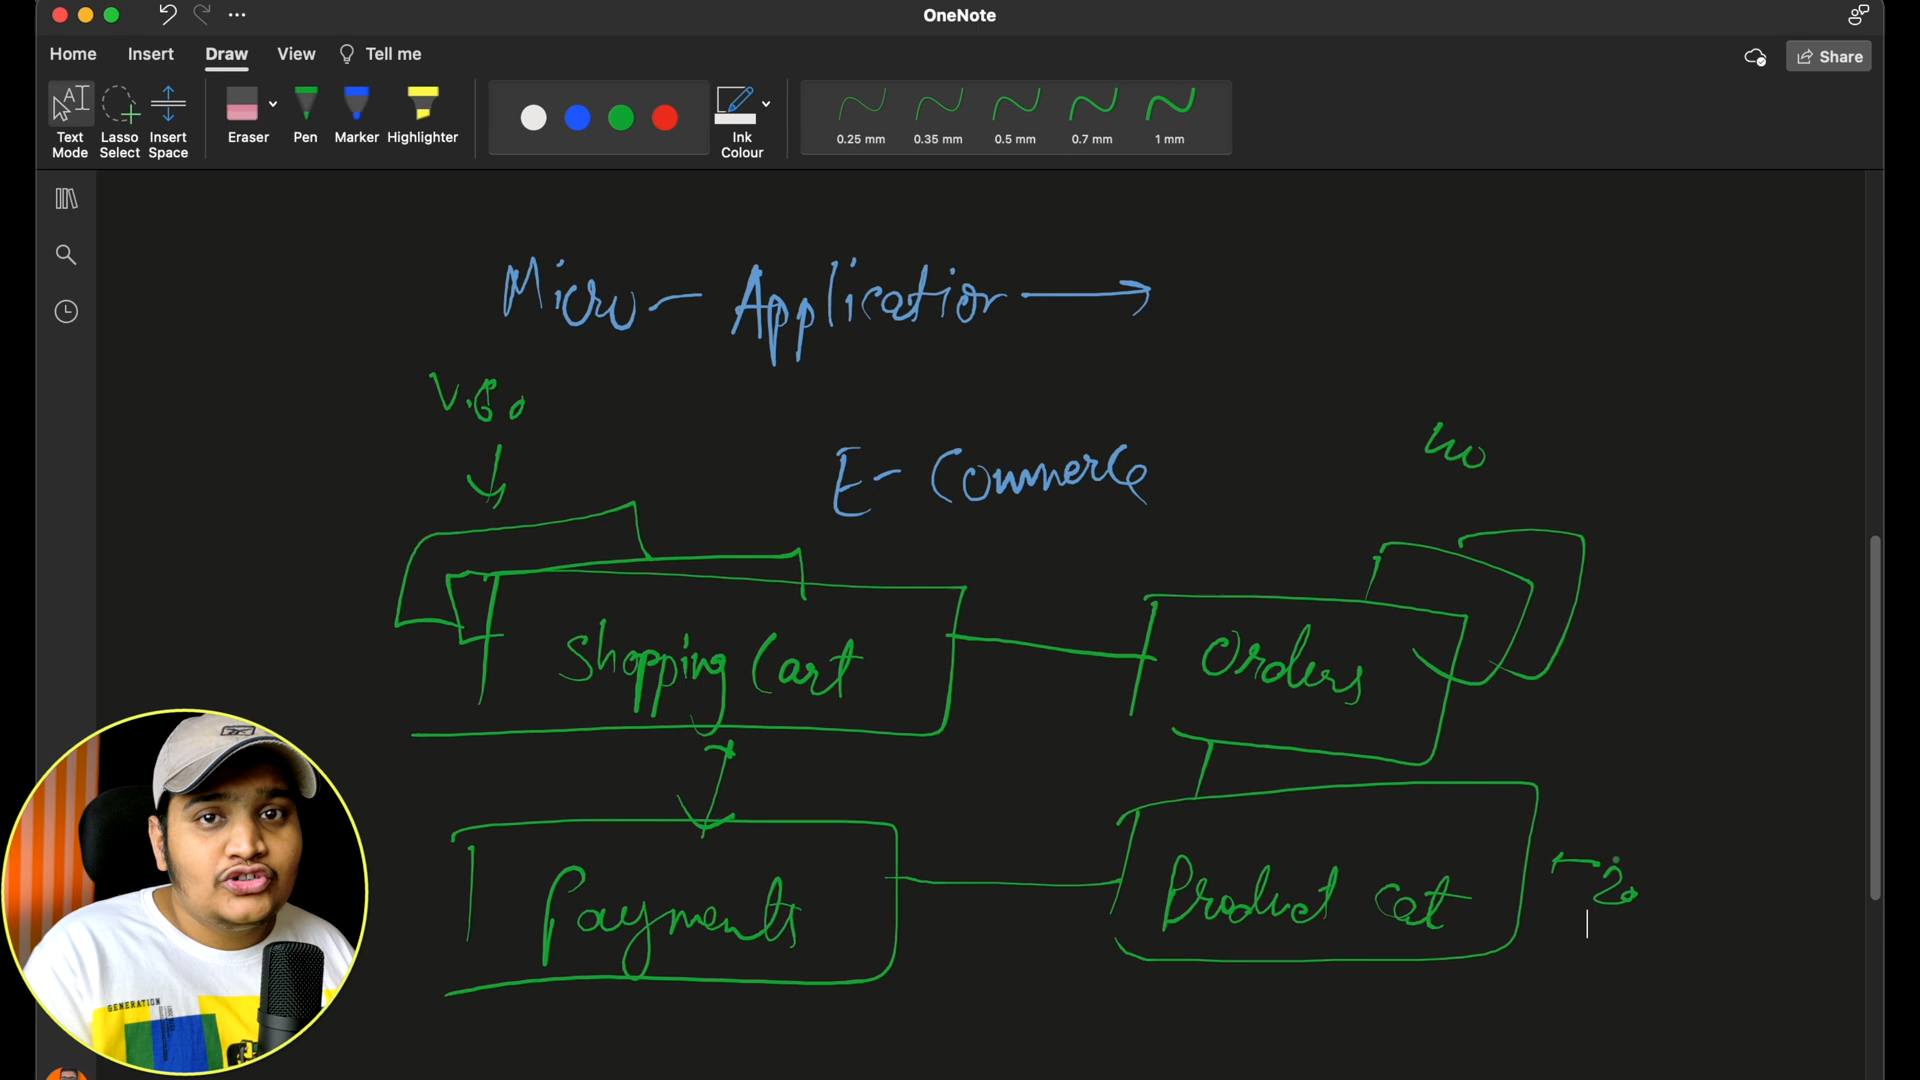 OneNote
Home Insert Draw View Tell me
Share
Text Mode
Lasso Select
Insert Space
Eraser
Pen
Marker
Highlighter
Ink Colour
0.25 mm
0.35 mm
0.5 mm
0.7 mm
1 mm
Micro - Application
E-Commerce
Shopping Cart
Orders
Payments
Product Cat
GENERATION